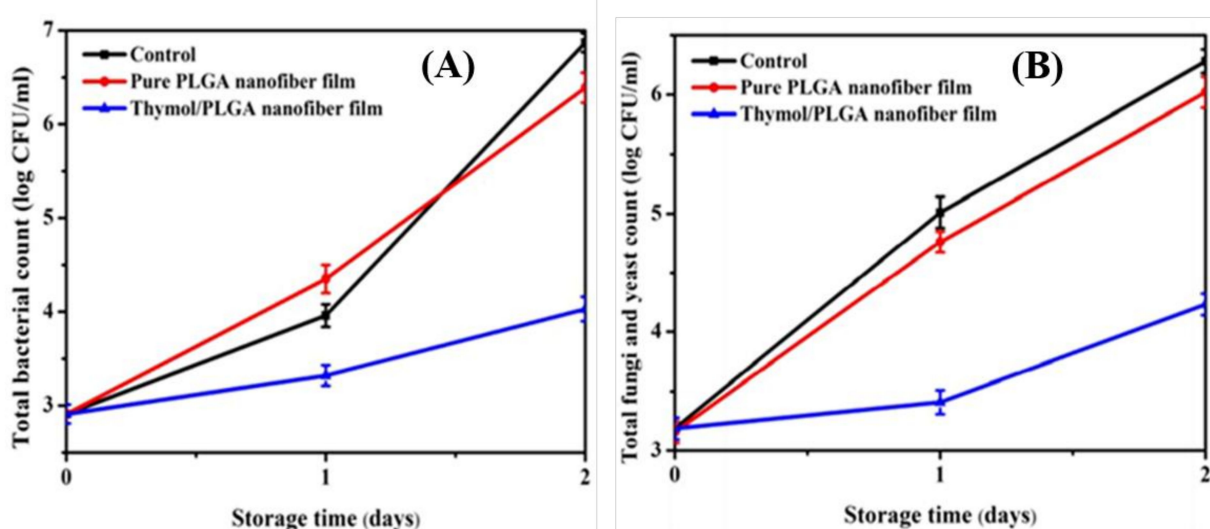 (A)
Control
Pure PLGA nanofiber film
Thymol/PLGA nanofiber film
Total bacterial count (log CFU/ml)
7
6
5
4
3
0
1
2
Storage time (days)
(B)
Control
Pure PLGA nanofiber film
Thymol/PLGA nanofiber film
Total fungi and yeast count (log CFU/ml)
6
5
4
3
0
1
2
Storage time (days)